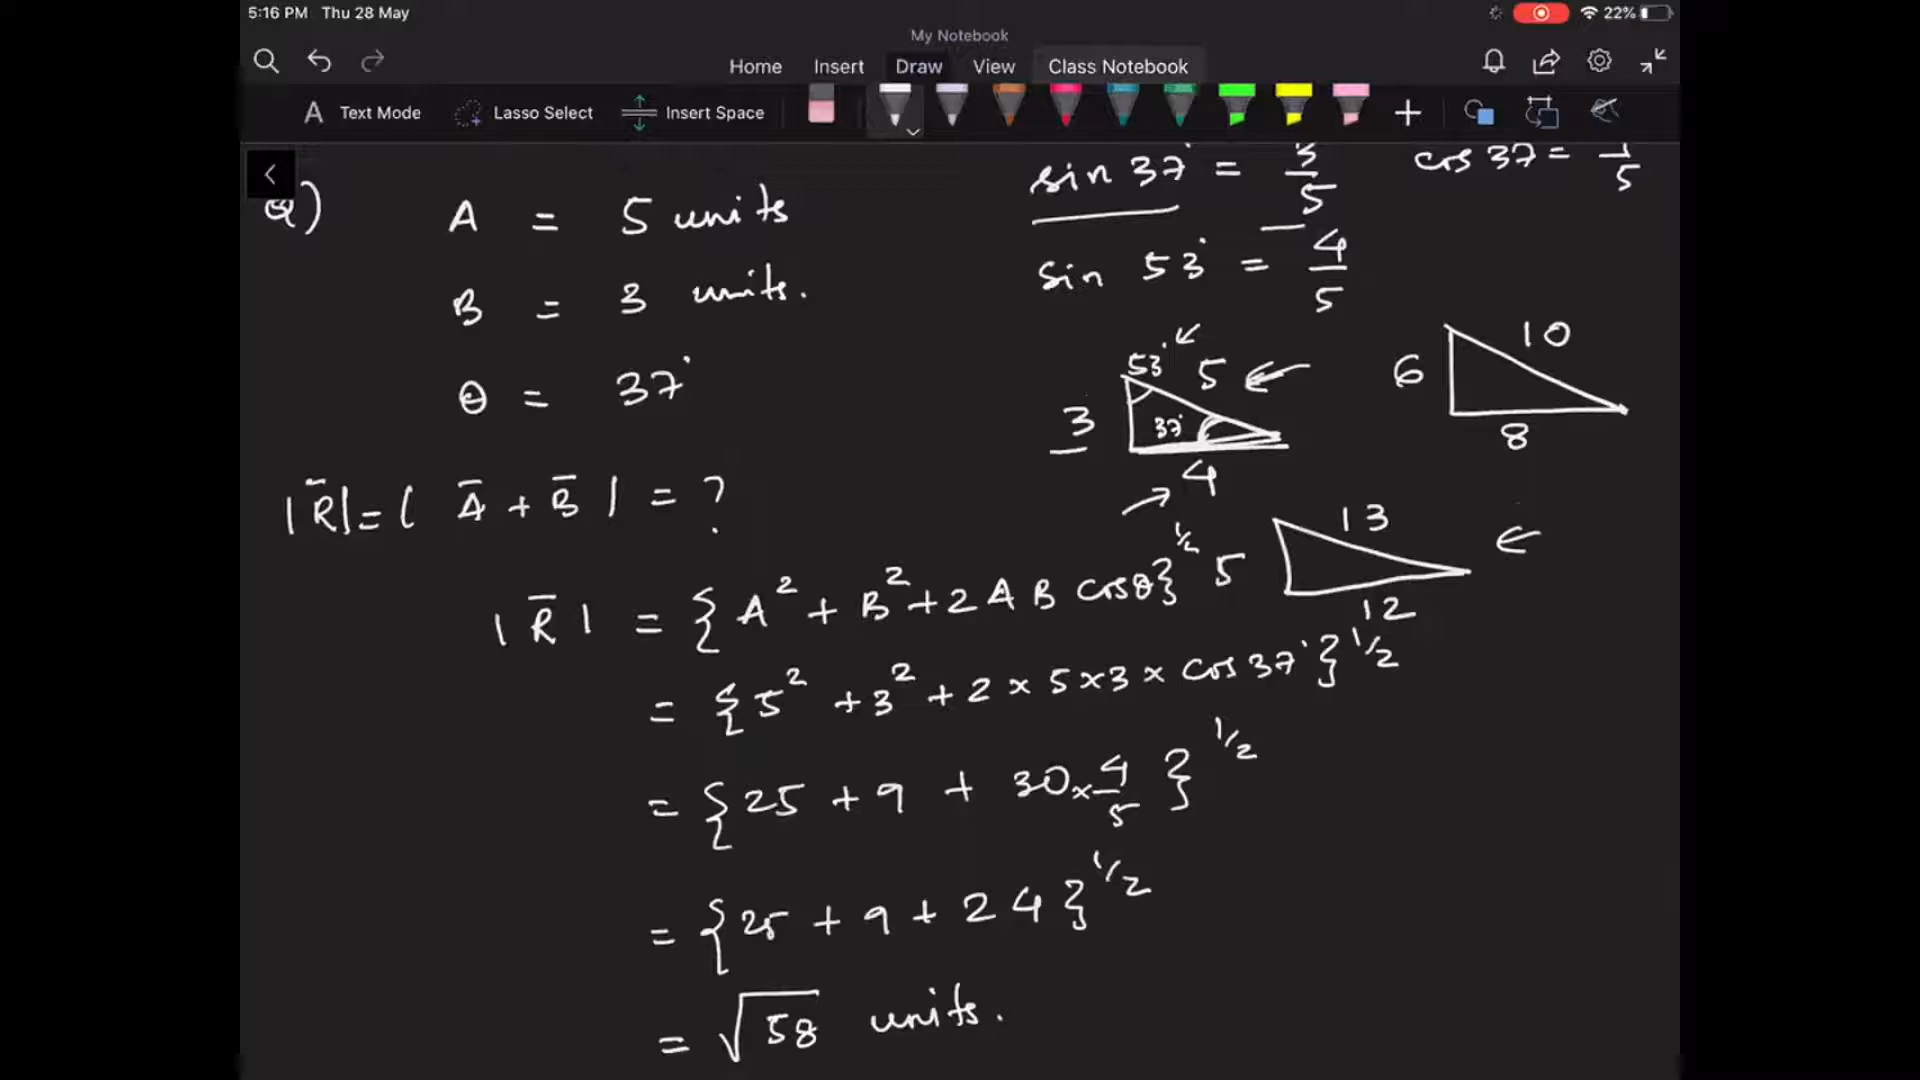 5:16 PM Thu 28 May
22%
My Notebook
Home Insert Draw View Class Notebook
A Text Mode Lasso Select Insert Space
Q) A = 5 units
B = 3 units.
θ = 37°
|R̄| = | Ā + B̄ | = ?
|R̄| = {A² + B² + 2 A B cosθ}^1/2
= {5² + 3² + 2 × 5 × 3 × cos 37°}^1/2
= {25 + 9 + 30 × 4/5}^1/2
= {25 + 9 + 24}^1/2
= √58 units.
sin 37° = 3/5 cos 37 = /5
sin 53° = 4/5
53° 5
3 37°
4
10
6
8
13
5
12